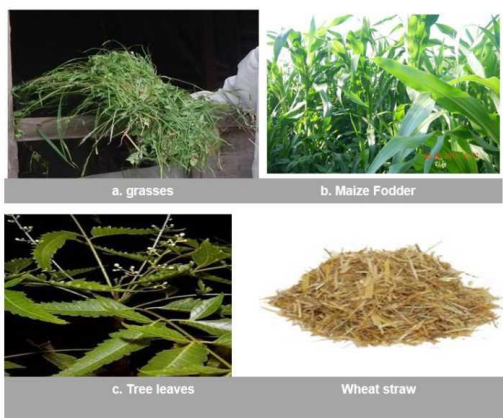 a. grasses
b. Maize Fodder
c. Tree leaves
Wheat straw